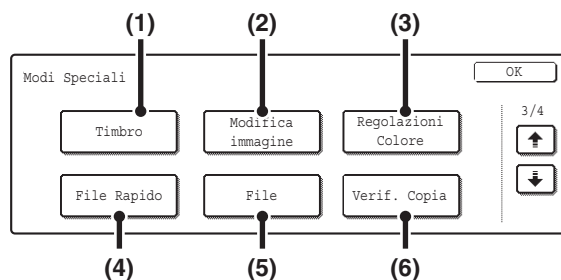 (1) (2) (3)
Modi Speciali OK
Timbro Modifica immagine Regolazioni Colore 3/4
File Rapido File Verif. Copia
(4) (5) (6)